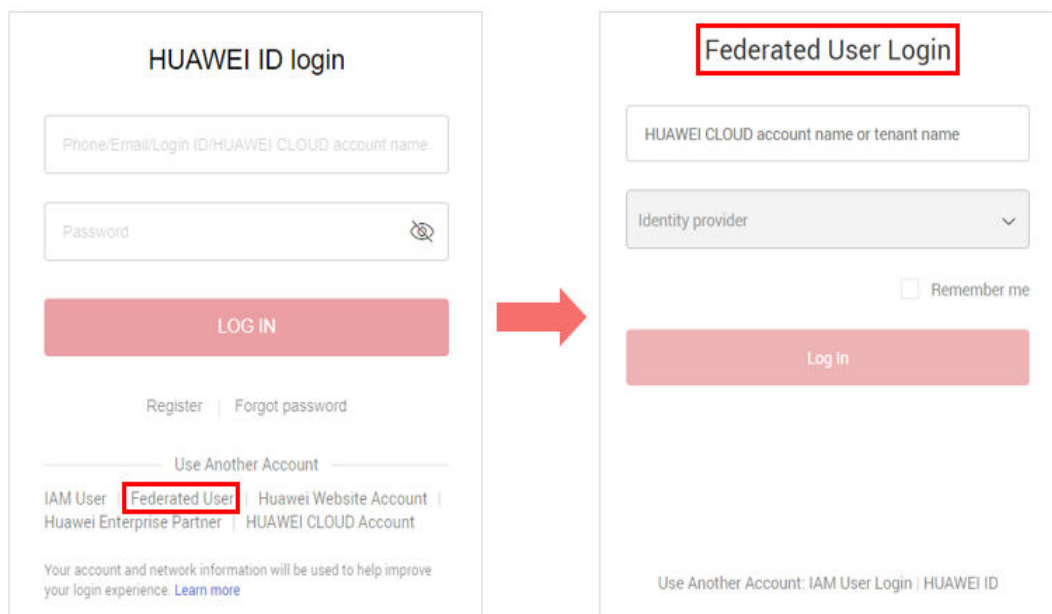 HUAWEI ID login
Phone/Email/Login ID/HUAWEI CLOUD account name
Password
LOG IN
Register | Forgot password
Use Another Account
IAM User | Federated User | Huawei Website Account |
Huawei Enterprise Partner | HUAWEI CLOUD Account
Your account and network information will be used to help improve
your login experience. Learn more
Federated User Login
HUAWEI CLOUD account name or tenant name
Identity provider
Remember me
Log In
Use Another Account: IAM User Login | HUAWEI ID